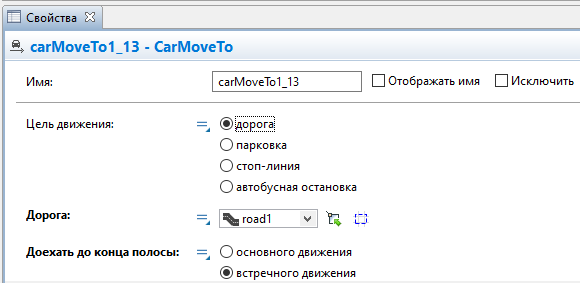 Свойства
carMoveTo1_13 - CarMoveTo
Имя: carMoveTo1_13 Отображать имя Исключить
Цель движения: дорога
парковка
стоп-линия
автобусная остановка
Дорога: road1
Доехать до конца полосы: основного движения
встречного движения